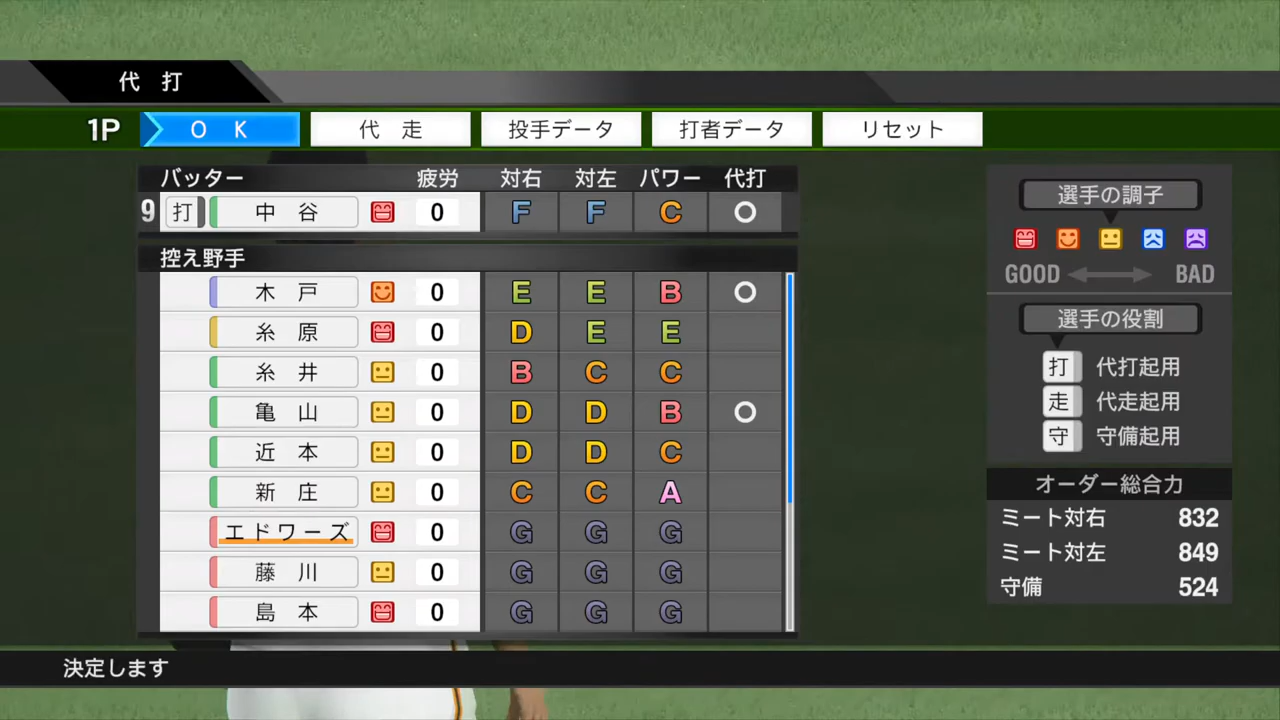 代 打
1P OK 代 走 投手データ 打者データ リセット
バッター 疲労 対右 対左 パワー 代打
9 打 中 谷 0 F F C ○
控え野手
木 戸 0 E E B ○
糸 原 0 D E E
糸 井 0 B C C
亀 山 0 D D B ○
近 本 0 D D C
新 庄 0 C C A
エドワーズ 0 G G G
藤 川 0 G G G
島 本 0 G G G
選手の調子
GOOD BAD
選手の役割
打 代打起用
走 代走起用
守 守備起用
オーダー総合力
ミート対右 832
ミート対左 849
守備 524
決定します